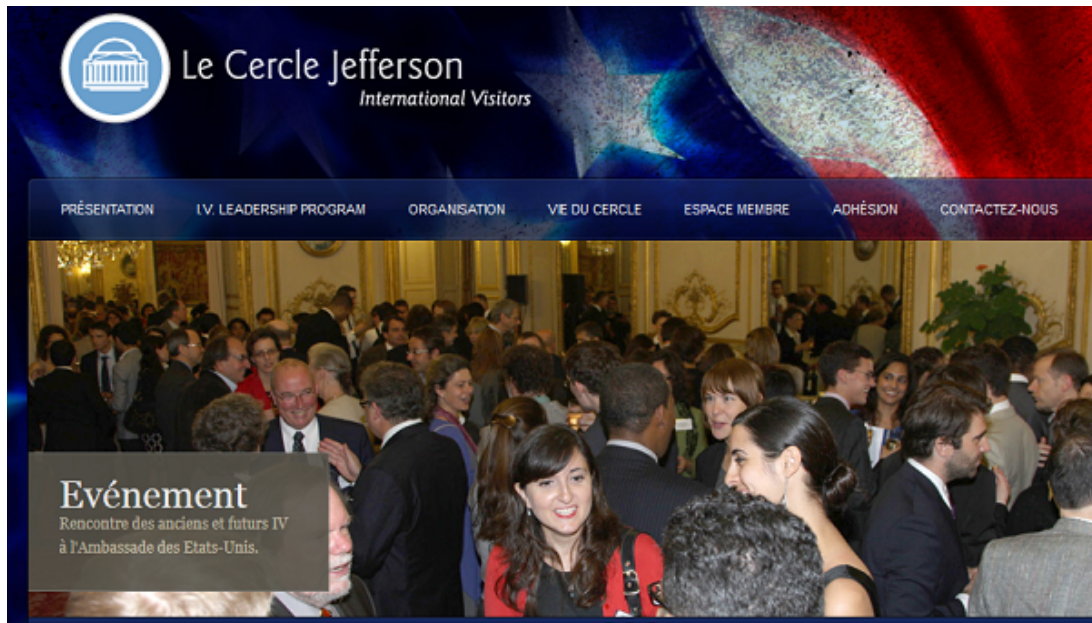 Le Cercle Jefferson
International Visitors
PRÉSENTATION I.V. LEADERSHIP PROGRAM ORGANISATION VIE DU CERCLE ESPACE MEMBRE ADHÉSION CONTACTEZ-NOUS
Evénement
Rencontre des anciens et futurs IV
à l'Ambassade des Etats-Unis.